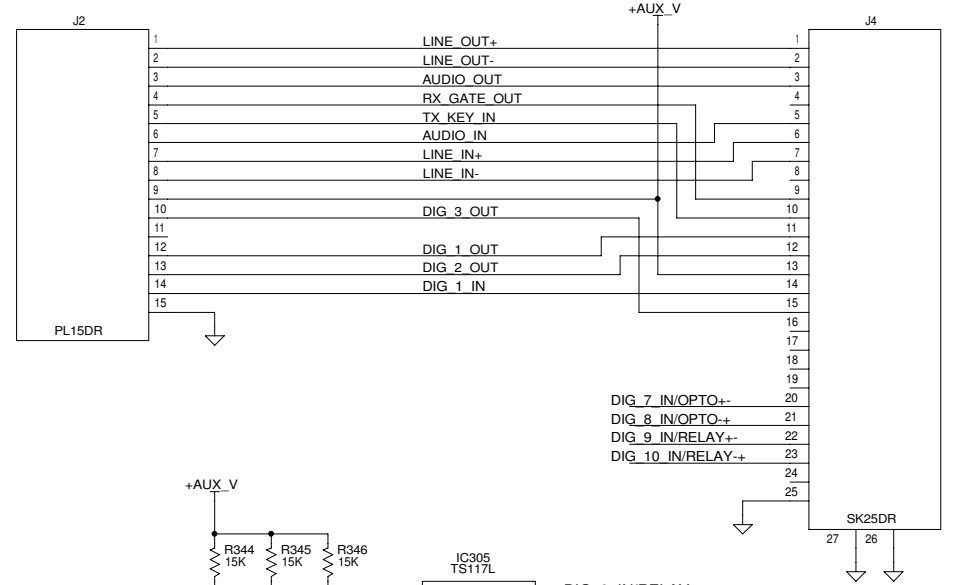 +AUX_V
J2
J4
1
LINE_OUT+
1
2
LINE_OUT-
2
3
AUDIO_OUT
3
4
RX_GATE_OUT
4
5
TX_KEY_IN
5
6
AUDIO_IN
6
7
LINE_IN+
7
8
LINE_IN-
8
9
9
10
DIG_3_OUT
10
11
11
12
DIG_1_OUT
12
13
DIG_2_OUT
13
14
DIG_1_IN
14
15
15
PL15DR
16
17
18
19
DIG_7_IN/OPTO+-
20
DIG_8_IN/OPTO-+
21
DIG_9_IN/RELAY+-
22
DIG_10_IN/RELAY-+
23
24
25
SK25DR
27
26
+AUX_V
R344
15K
R345
15K
R346
15K
IC305
TS117L